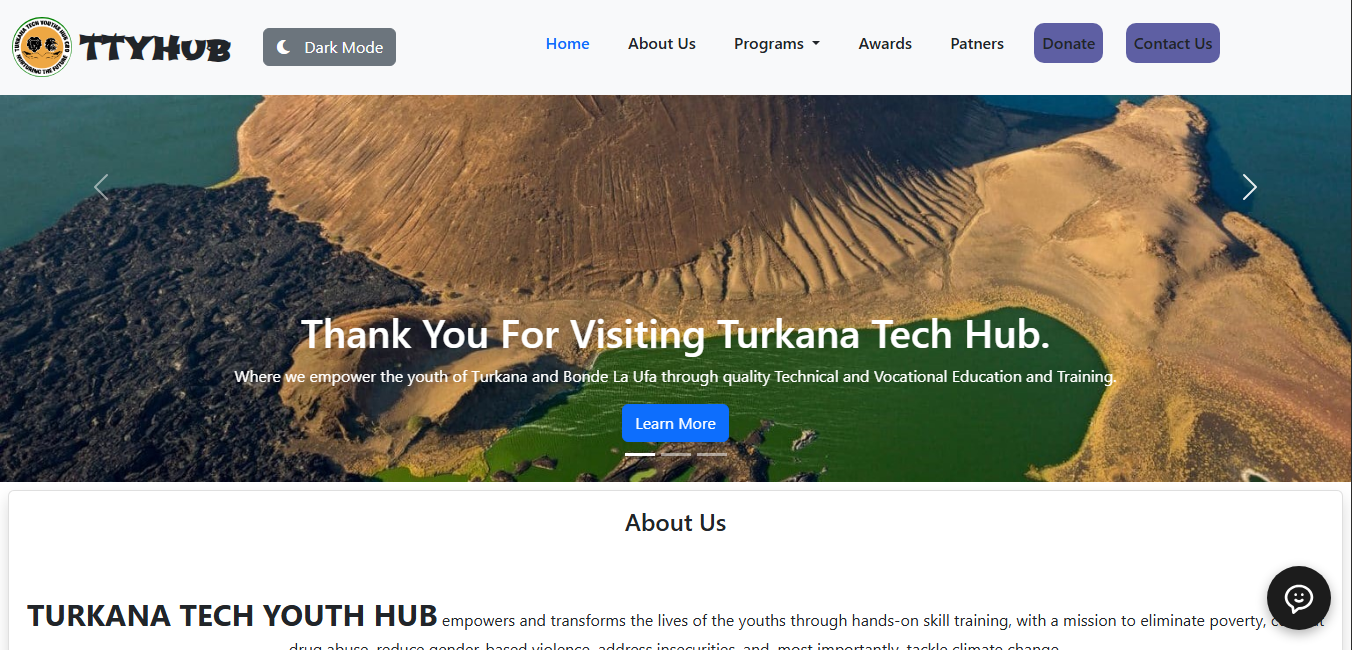 TURKANA TECH YOUTHS HUB CBO
NURTURING THE FUTURE
TTYHUB
Dark Mode
Home
About Us
Programs
Awards
Patners
Donate
Contact Us
Thank You For Visiting Turkana Tech Hub.
Where we empower the youth of Turkana and Bonde La Ufa through quality Technical and Vocational Education and Training.
Learn More
About Us
TURKANA TECH YOUTH HUB empowers and transforms the lives of the youths through hands-on skill training, with a mission to eliminate poverty,
drug abuse, reduce gender-based violence, address insecurities, and, most importantly, tackle climate change.